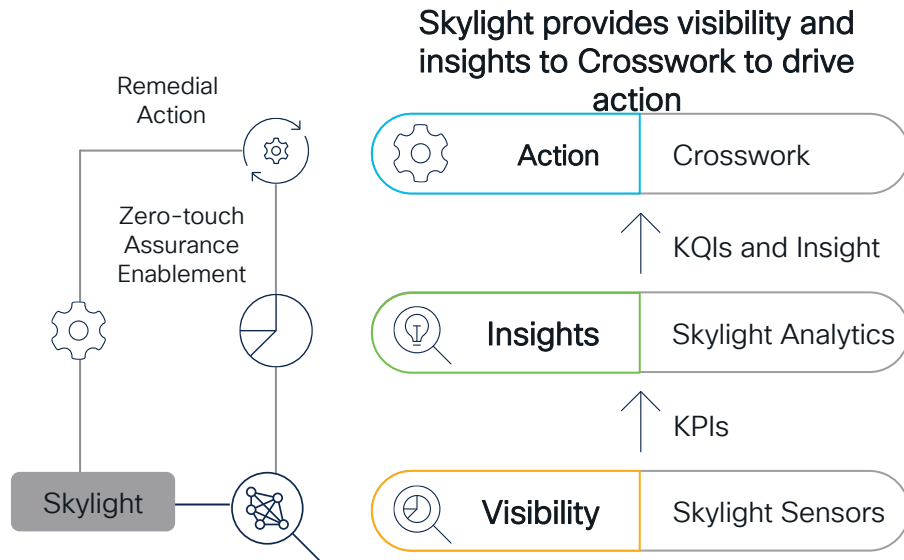 Skylight provides visibility and
insights to Crosswork to drive
action
Remedial
Action
Zero-touch
Assurance
Enablement
Skylight
Action
Crosswork
KQIs and Insight
Insights
Skylight Analytics
KPIs
Visibility
Skylight Sensors